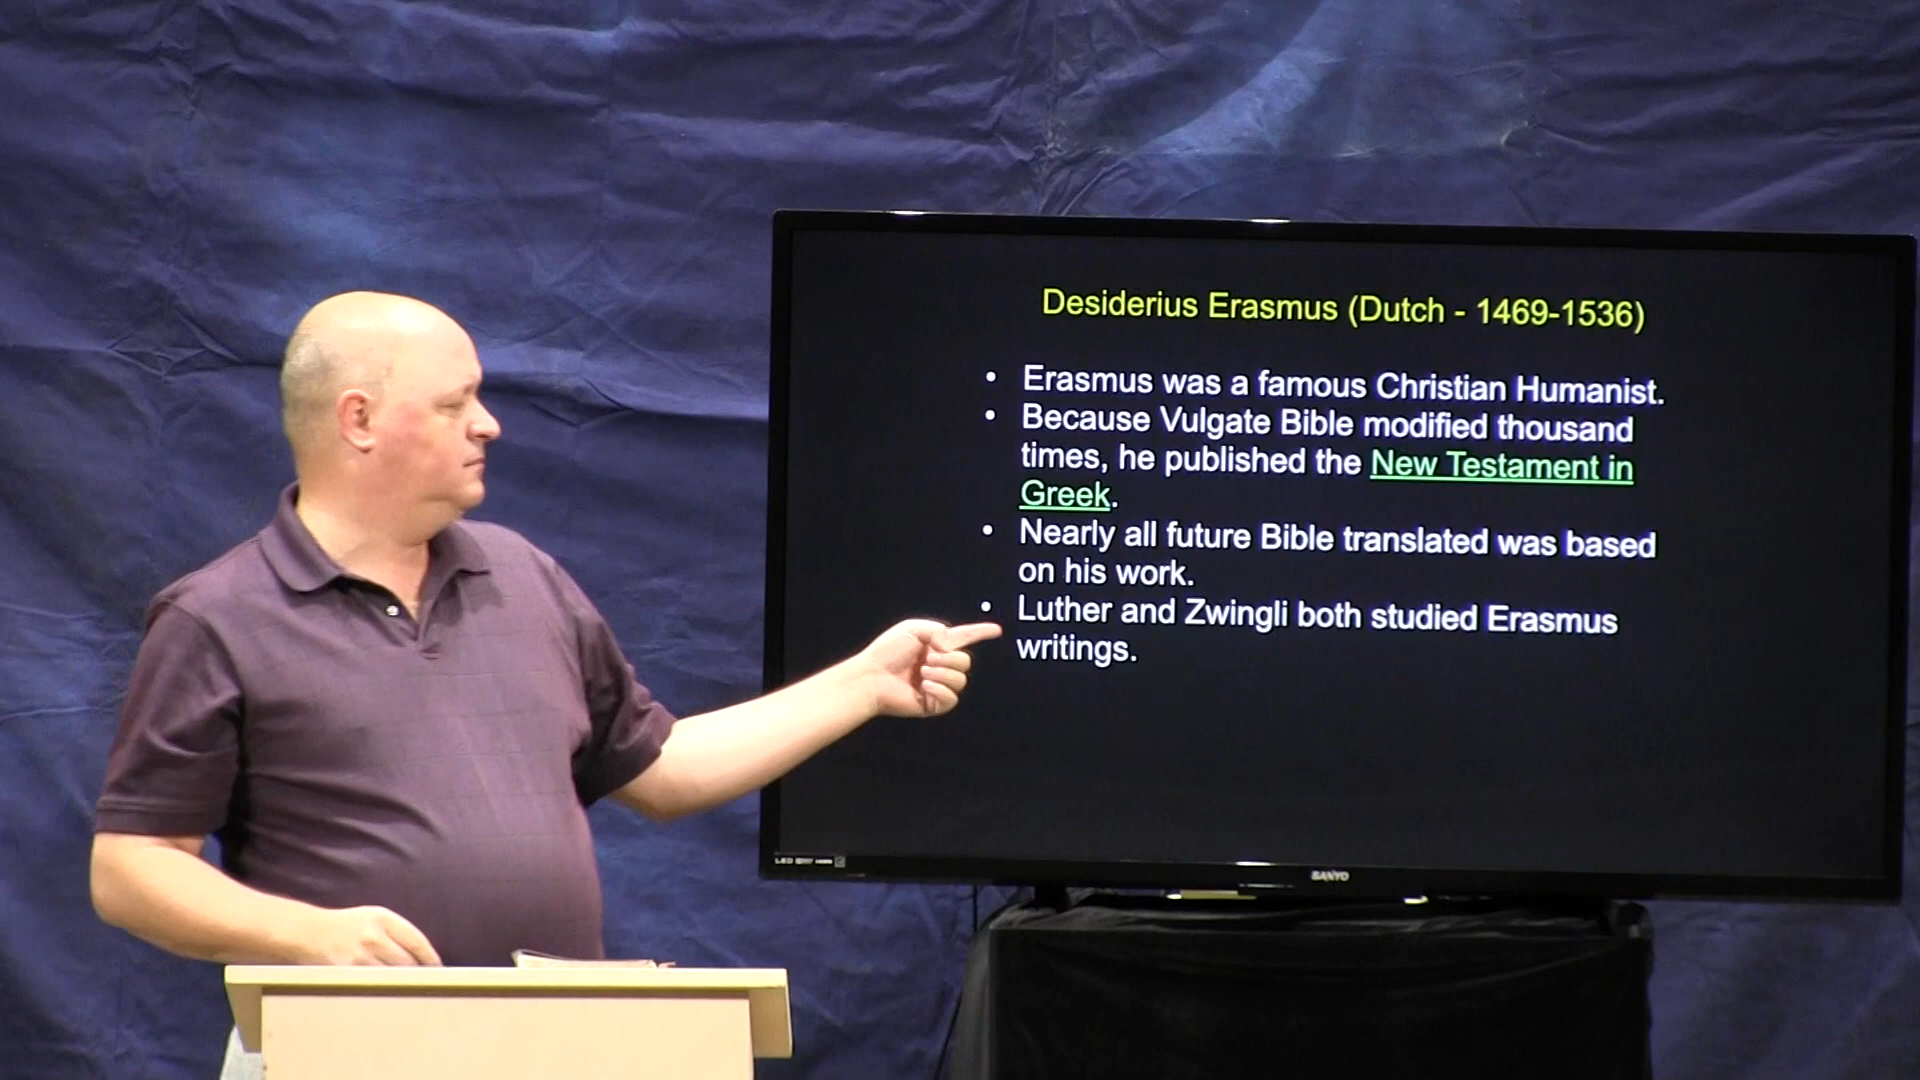 Desiderius Erasmus (Dutch - 1469-1536)
• Erasmus was a famous Christian Humanist.
• Because Vulgate Bible modified thousand
times, he published the New Testament in
Greek.
• Nearly all future Bible translated was based
on his work.
• Luther and Zwingli both studied Erasmus
writings.
LED
SANYO